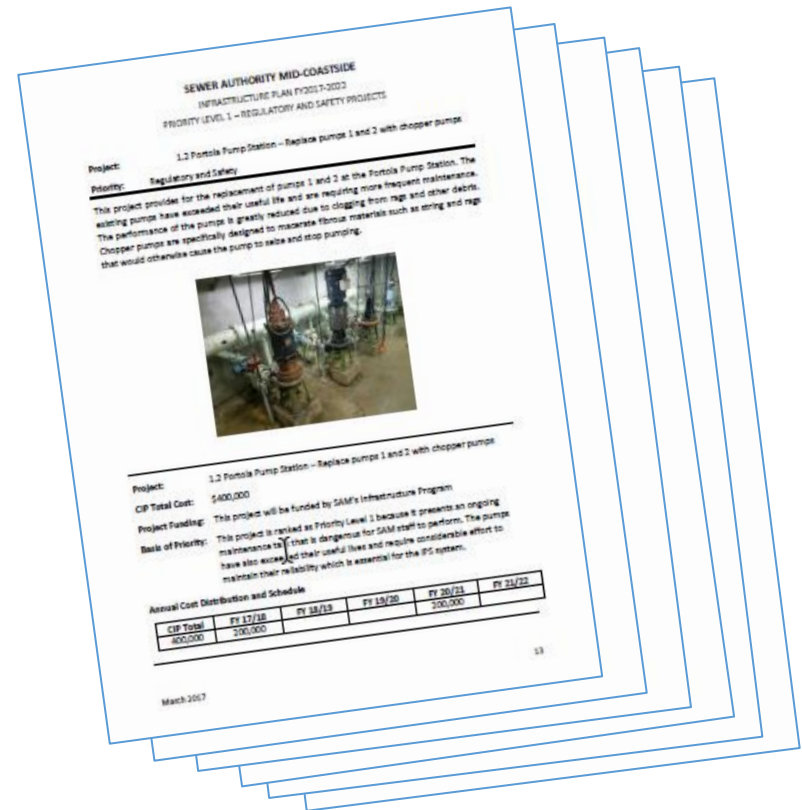 SEWER AUTHORITY MID-COASTSIDE
INFRASTRUCTURE PLAN FY2017-2022
PRIORITY LEVEL 1 – REGULATORY AND SAFETY PROJECTS
Project: 1.2 Portola Pump Station – Replace pumps 1 and 2 with chopper pumps
Priority: Regulatory and Safety
This project provides for the replacement of pumps 1 and 2 at the Portola Pump Station. The
existing pumps have exceeded their useful life and are requiring more frequent maintenance.
The performance of the pumps is greatly reduced due to clogging from rags and other debris.
Chopper pumps are specifically designed to macerate fibrous materials such as string and rags
that would otherwise cause the pump to seize and stop pumping.
Project: 1.2 Portola Pump Station – Replace pumps 1 and 2 with chopper pumps
CIP Total Cost: $400,000
Project Funding: This project will be funded by SAM's Infrastructure Program
Basis of Priority: This project is ranked as Priority Level 1 because it presents an ongoing
maintenance that is dangerous for SAM staff to perform. The pumps
have also exceeded their useful lives and require considerable effort to
maintain their reliability which is essential for the IPS system.
Annual Cost Distribution and Schedule
CIP Total FY 17/18 FY 18/19 FY 19/20 FY 20/21 FY 21/22
400,000 200,000 200,000
13
March 2017